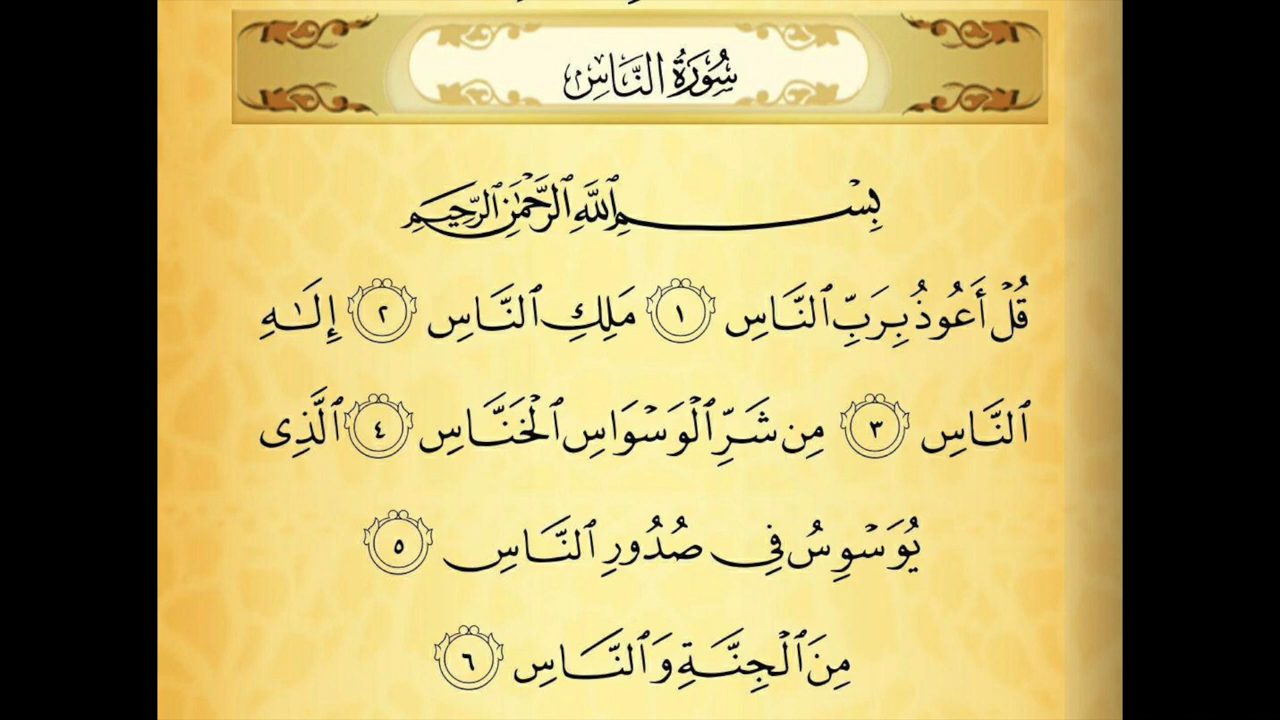 سُورَةُ النَّاسِ
بِسْمِ ٱللَّهِ ٱلرَّحْمَٰنِ ٱلرَّحِيمِ
قُلْ أَعُوذُ بِرَبِّ ٱلنَّاسِ ١ مَلِكِ ٱلنَّاسِ ٢ إِلَٰهِ
ٱلنَّاسِ ٣ مِن شَرِّ ٱلْوَسْوَاسِ ٱلْخَنَّاسِ ٤ ٱلَّذِى
يُوَسْوِسُ فِى صُدُورِ ٱلنَّاسِ ٥
مِنَ ٱلْجِنَّةِ وَٱلنَّاسِ ٦